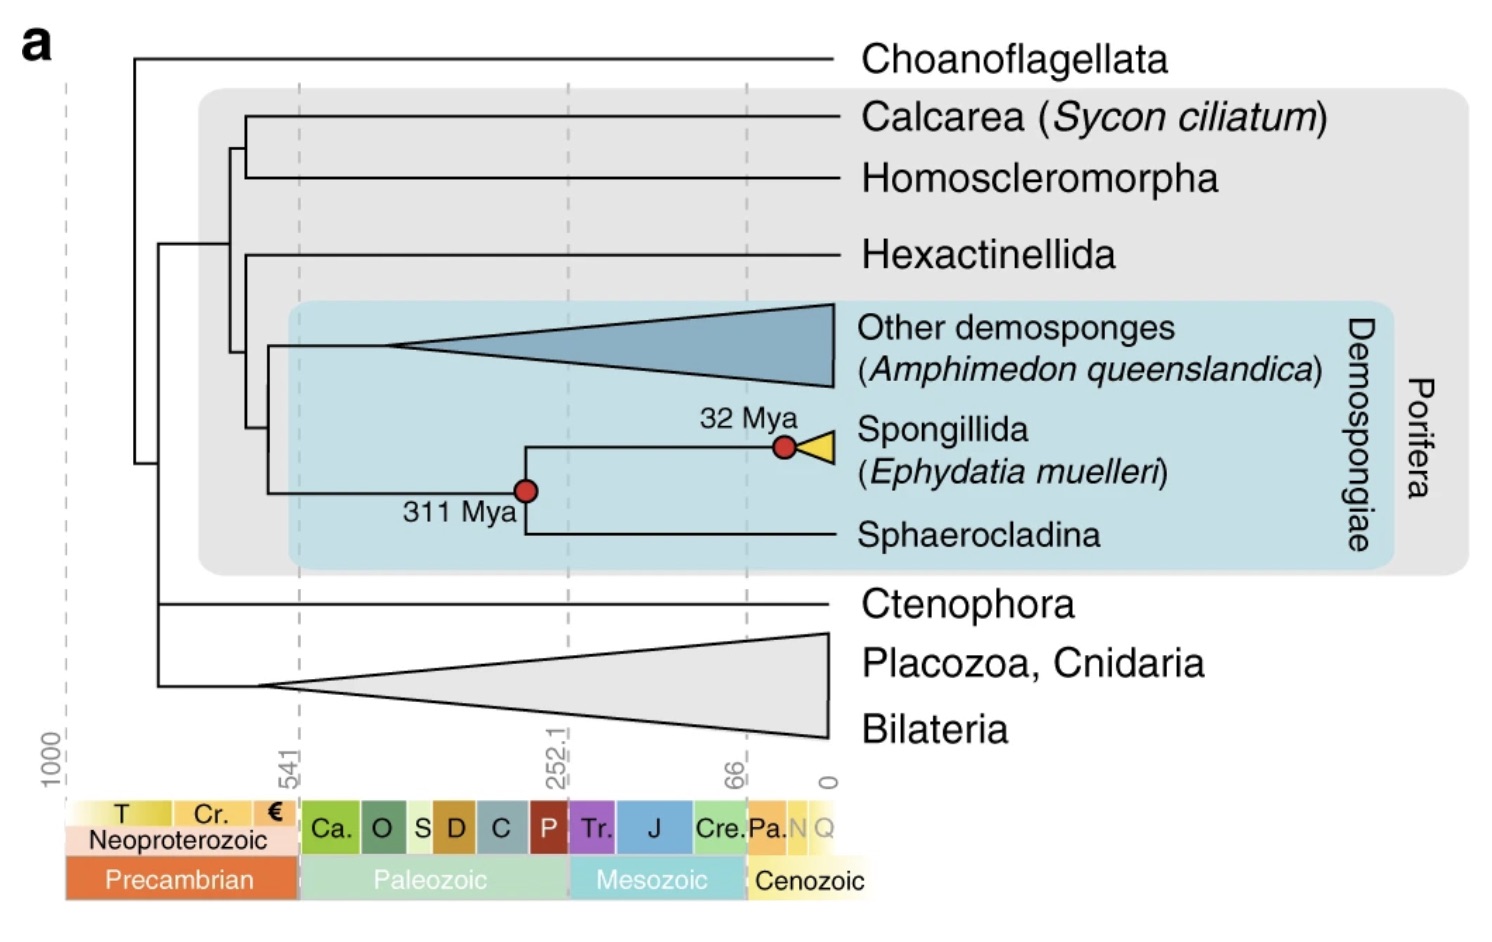 a
Choanoflagellata
Calcarea (Sycon ciliatum)
Homoscleromorpha
Hexactinellida
Other demosponges
(Amphimedon queenslandica)
32 Mya
Spongillida
(Ephydatia muelleri)
311 Mya
Sphaerocladina
Demospongiae
Porifera
Ctenophora
Placozoa, Cnidaria
Bilateria
1000
541
252.1
66
0
T Cr. €
Neoproterozoic
Ca. O S D C P Tr. J Cre. Pa. N Q
Precambrian Paleozoic Mesozoic Cenozoic